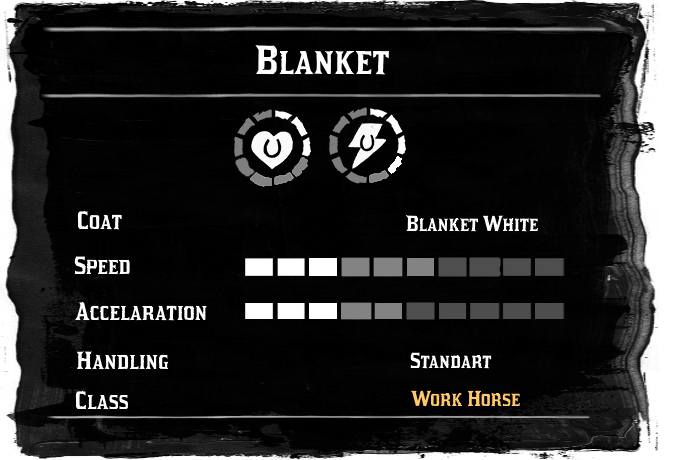 Blanket
Coat Blanket White
Speed
Accelaration
Handling Standart
Class Work Horse